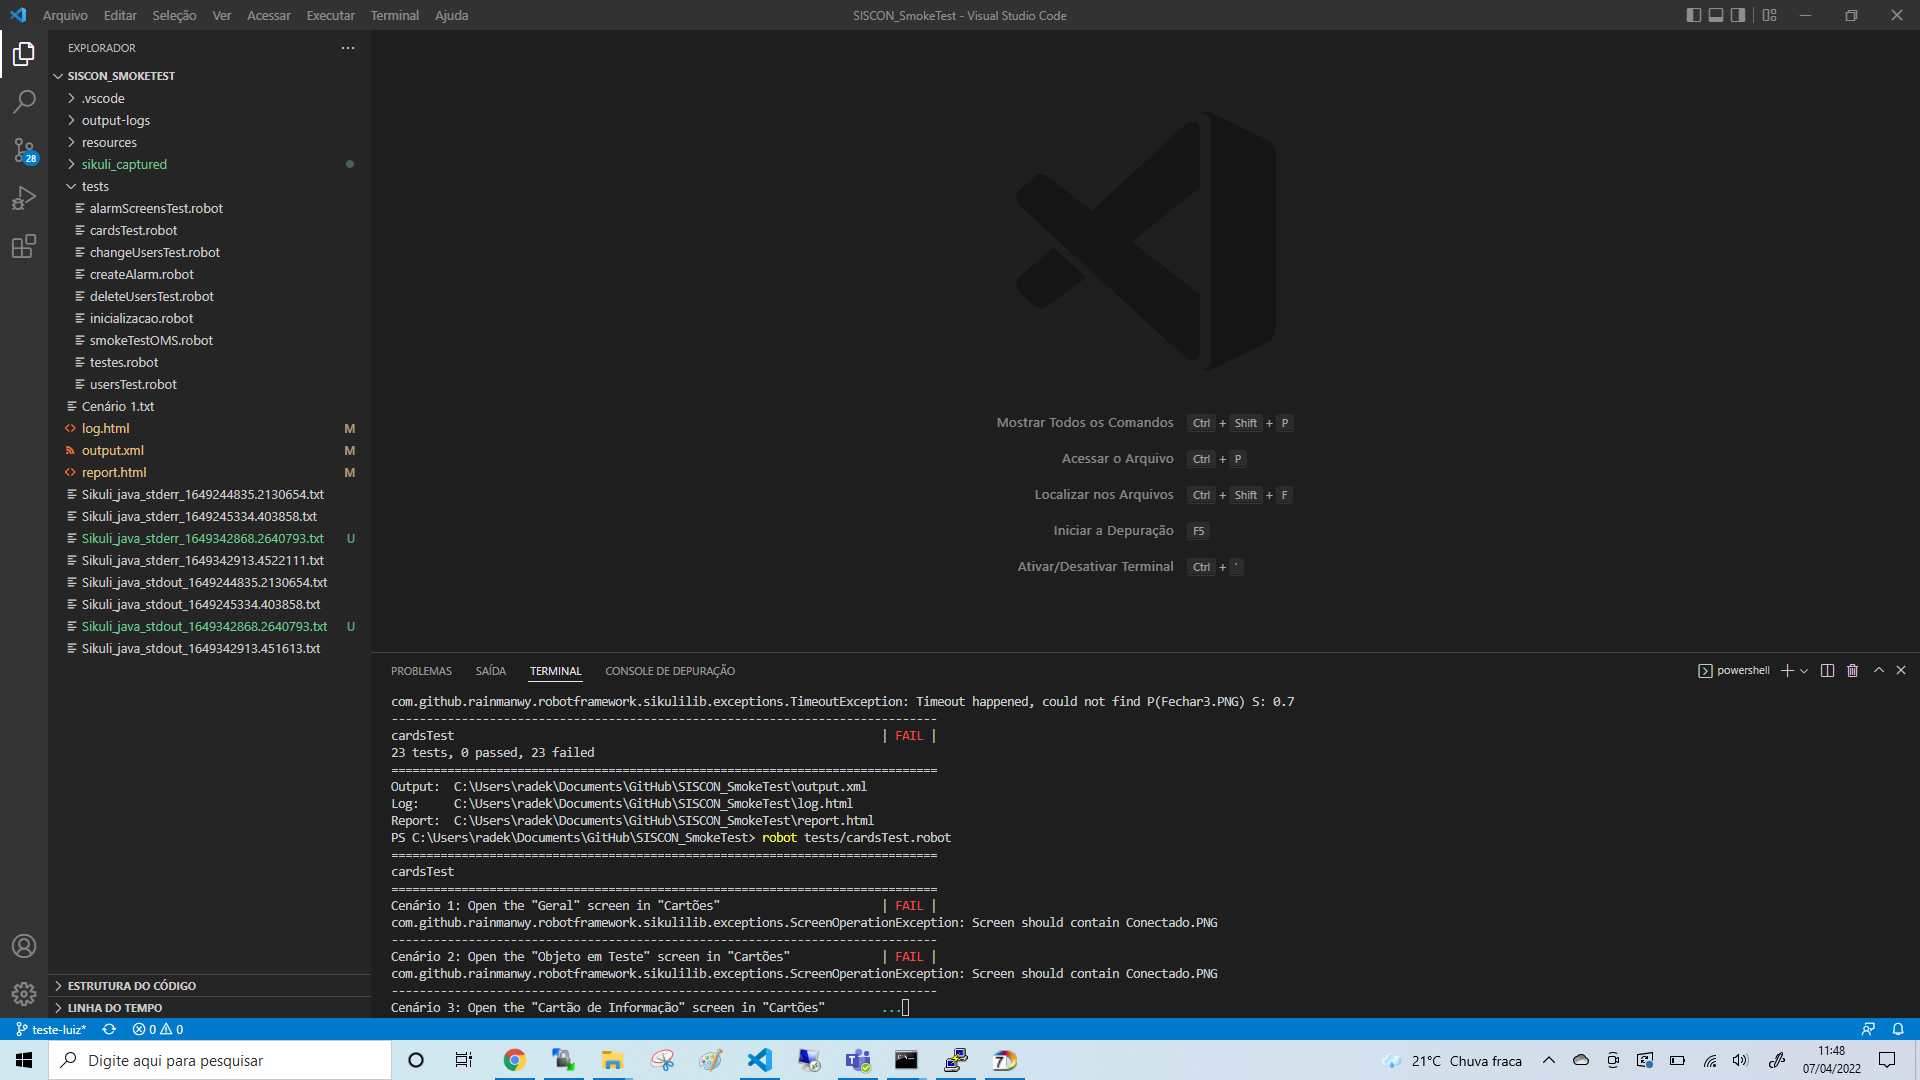 Arquivo Editar Seleção Ver Acessar Executar Terminal Ajuda
SISCON_SmokeTest - Visual Studio Code
EXPLORADOR
SISCON_SMOKETEST
.vscode
output-logs
resources
28
sikuli_captured
tests
alarmScreensTest.robot
cardsTest.robot
changeUsersTest.robot
createAlarm.robot
deleteUsersTest.robot
inicializacao.robot
smokeTestOMS.robot
testes.robot
usersTest.robot
Cenário 1.txt
log.html M
output.xml M
report.html M
Sikuli_java_stderr_1649244835.2130654.txt
Sikuli_java_stderr_1649245334.403858.txt
Sikuli_java_stderr_1649342868.2640793.txt U
Sikuli_java_stderr_1649342913.4522111.txt
Sikuli_java_stdout_1649244835.2130654.txt
Sikuli_java_stdout_1649245334.403858.txt
Sikuli_java_stdout_1649342868.2640793.txt U
Sikuli_java_stdout_1649342913.451613.txt
ESTRUTURA DO CÓDIGO
LINHA DO TEMPO
Mostrar Todos os Comandos Ctrl + Shift + P
Acessar o Arquivo Ctrl + P
Localizar nos Arquivos Ctrl + Shift + F
Iniciar a Depuração F5
Ativar/Desativar Terminal Ctrl + '
PROBLEMAS SAÍDA TERMINAL CONSOLE DE DEPURAÇÃO
powershell
com.github.rainmanwy.robotframework.sikulilib.exceptions.TimeoutException: Timeout happened, could not find P(Fechar3.PNG) S: 0.7
------------------------------------------------------------------------------
cardsTest | FAIL |
23 tests, 0 passed, 23 failed
==============================================================================
Output: C:\Users\radek\Documents\GitHub\SISCON_SmokeTest\output.xml
Log: C:\Users\radek\Documents\GitHub\SISCON_SmokeTest\log.html
Report: C:\Users\radek\Documents\GitHub\SISCON_SmokeTest\report.html
PS C:\Users\radek\Documents\GitHub\SISCON_SmokeTest> robot tests/cardsTest.robot
==============================================================================
cardsTest
==============================================================================
Cenário 1: Open the "Geral" screen in "Cartões" | FAIL |
com.github.rainmanwy.robotframework.sikulilib.exceptions.ScreenOperationException: Screen should contain Conectado.PNG
------------------------------------------------------------------------------
Cenário 2: Open the "Objeto em Teste" screen in "Cartões" | FAIL |
com.github.rainmanwy.robotframework.sikulilib.exceptions.ScreenOperationException: Screen should contain Conectado.PNG
------------------------------------------------------------------------------
Cenário 3: Open the "Cartão de Informação" screen in "Cartões" ...
teste-luiz* 0 0
Digite aqui para pesquisar
7
21°C Chuva fraca
11:48
07/04/2022